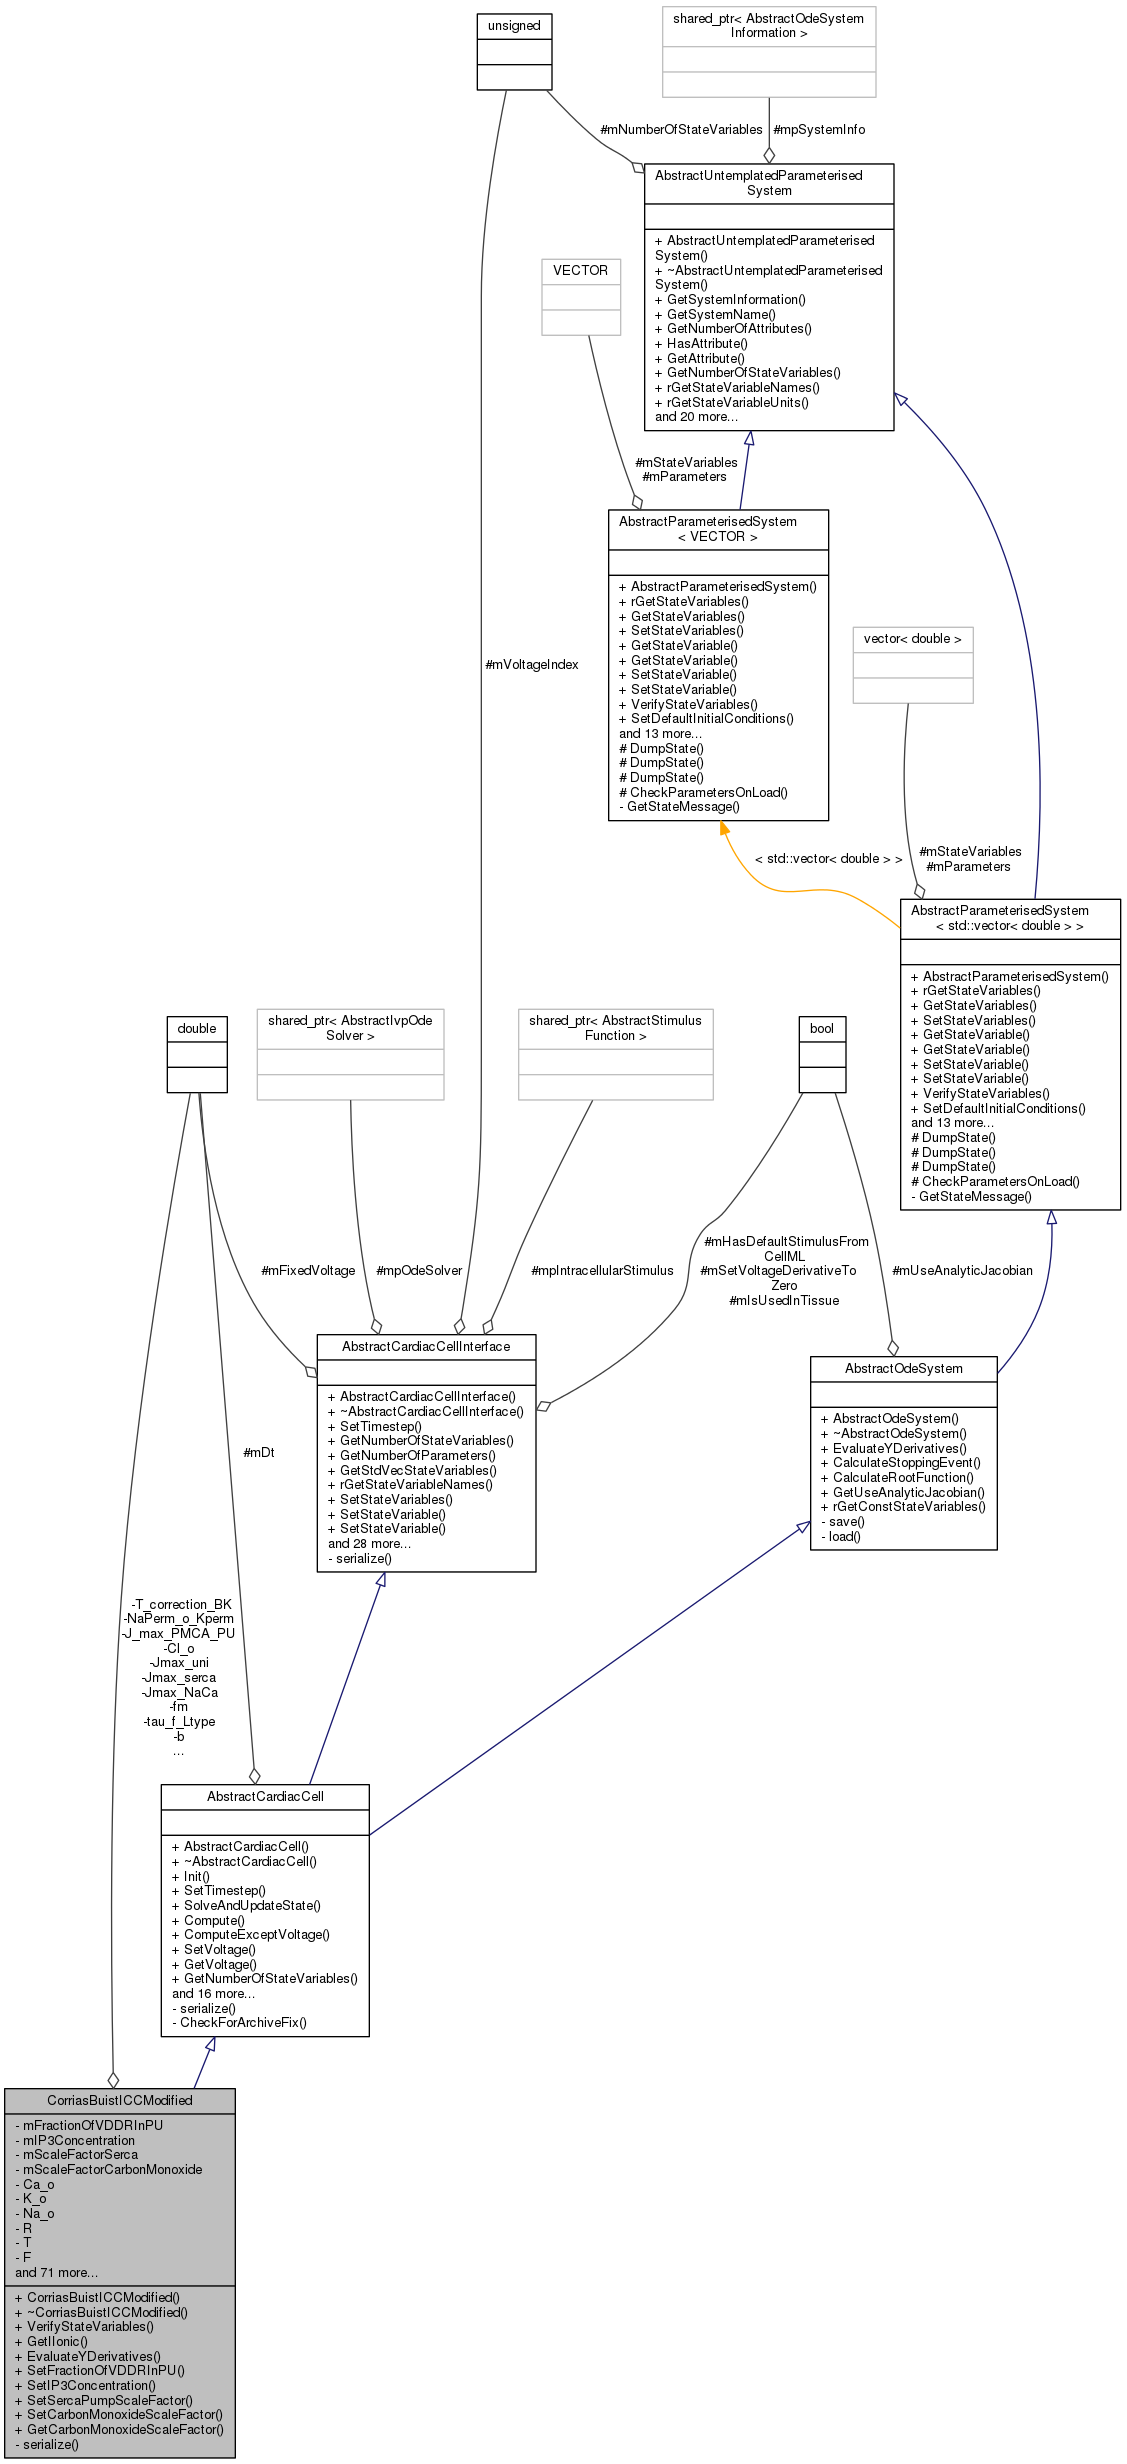 unsigned
shared_ptr< AbstractOdeSystem
Information >
#mNumberOfStateVariables
#mpSystemInfo
AbstractUntemplatedParameterised
System
+ AbstractUntemplatedParameterised
System()
+ ~AbstractUntemplatedParameterised
System()
+ GetSystemInformation()
+ GetSystemName()
+ GetNumberOfAttributes()
+ HasAttribute()
+ GetAttribute()
+ GetNumberOfStateVariables()
+ rGetStateVariableNames()
+ rGetStateVariableUnits()
and 20 more...
VECTOR
#mStateVariables
#mParameters
AbstractParameterisedSystem
< VECTOR >
+ AbstractParameterisedSystem()
+ rGetStateVariables()
+ GetStateVariables()
+ SetStateVariables()
+ GetStateVariable()
+ GetStateVariable()
+ SetStateVariable()
+ SetStateVariable()
+ VerifyStateVariables()
+ SetDefaultInitialConditions()
and 13 more...
# DumpState()
# DumpState()
# DumpState()
# CheckParametersOnLoad()
- GetStateMessage()
#mVoltageIndex
vector< double >
< std::vector< double > >
#mStateVariables
#mParameters
AbstractParameterisedSystem
< std::vector< double > >
+ AbstractParameterisedSystem()
+ rGetStateVariables()
+ GetStateVariables()
+ SetStateVariables()
+ GetStateVariable()
+ GetStateVariable()
+ SetStateVariable()
+ SetStateVariable()
+ VerifyStateVariables()
+ SetDefaultInitialConditions()
and 13 more...
# DumpState()
# DumpState()
# DumpState()
# CheckParametersOnLoad()
- GetStateMessage()
double
shared_ptr< AbstractIvpOde
Solver >
shared_ptr< AbstractStimulus
Function >
bool
#mFixedVoltage
#mpOdeSolver
#mpIntracellularStimulus
#mHasDefaultStimulusFrom
CellML
#mSetVoltageDerivativeTo
Zero
#mIsUsedInTissue
#mUseAnalyticJacobian
AbstractCardiacCellInterface
+ AbstractCardiacCellInterface()
+ ~AbstractCardiacCellInterface()
+ SetTimestep()
+ GetNumberOfStateVariables()
+ GetNumberOfParameters()
+ GetStdVecStateVariables()
+ rGetStateVariableNames()
+ SetStateVariables()
+ SetStateVariable()
+ SetStateVariable()
and 28 more...
- serialize()
AbstractOdeSystem
+ AbstractOdeSystem()
+ ~AbstractOdeSystem()
+ EvaluateYDerivatives()
+ CalculateStoppingEvent()
+ CalculateRootFunction()
+ GetUseAnalyticJacobian()
+ rGetConstStateVariables()
- save()
- load()
#mDt
-T_correction_BK
-NaPerm_o_Kperm
-J_max_PMCA_PU
-Cl_o
-Jmax_uni
-Jmax_serca
-Jmax_NaCa
-fm
-tau_f_Ltype
-b
...
AbstractCardiacCell
+ AbstractCardiacCell()
+ ~AbstractCardiacCell()
+ Init()
+ SetTimestep()
+ SolveAndUpdateState()
+ Compute()
+ ComputeExceptVoltage()
+ SetVoltage()
+ GetVoltage()
+ GetNumberOfStateVariables()
and 16 more...
- serialize()
- CheckForArchiveFix()
CorriasBuistICCModified
- mFractionOfVDDRInPU
- mIP3Concentration
- mScaleFactorSerca
- mScaleFactorCarbonMonoxide
- Ca_o
- K_o
- Na_o
- R
- T
- F
and 71 more...
+ CorriasBuistICCModified()
+ ~CorriasBuistICCModified()
+ VerifyStateVariables()
+ GetIIonic()
+ EvaluateYDerivatives()
+ SetFractionOfVDDRInPU()
+ SetIP3Concentration()
+ SetSercaPumpScaleFactor()
+ SetCarbonMonoxideScaleFactor()
+ GetCarbonMonoxideScaleFactor()
- serialize()